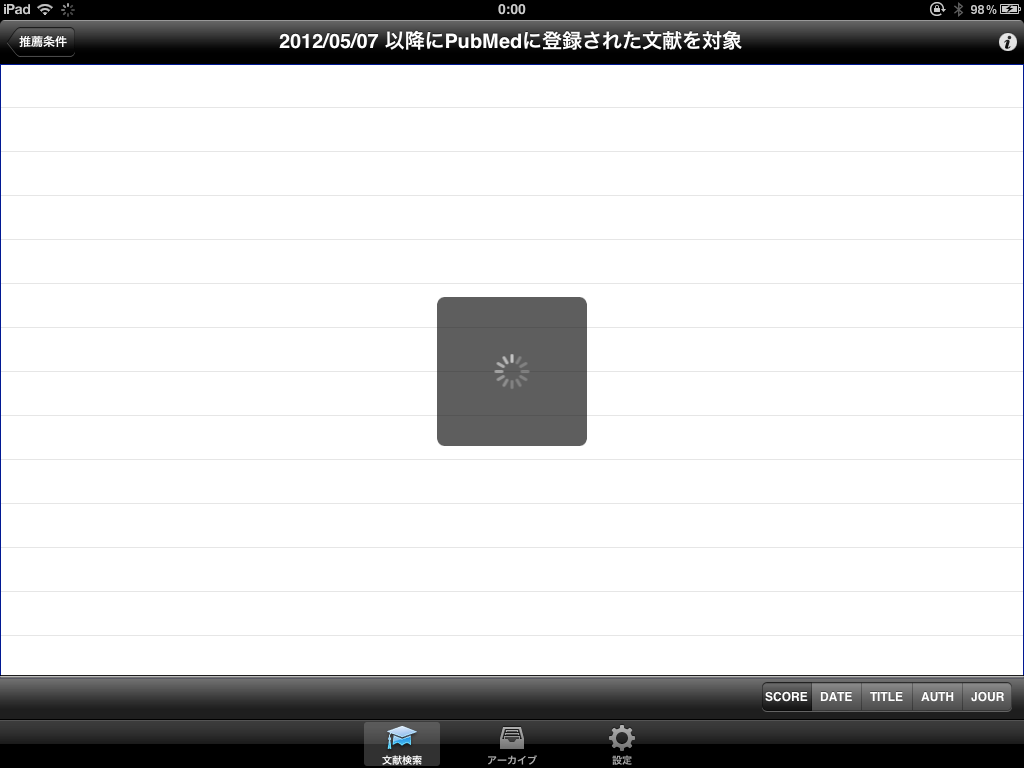 iPad
0:00
98%
推薦条件
2012/05/07 以降にPubMedに登録された文献を対象
SCORE
DATE
TITLE
AUTH
JOUR
文献検索
アーカイブ
設定